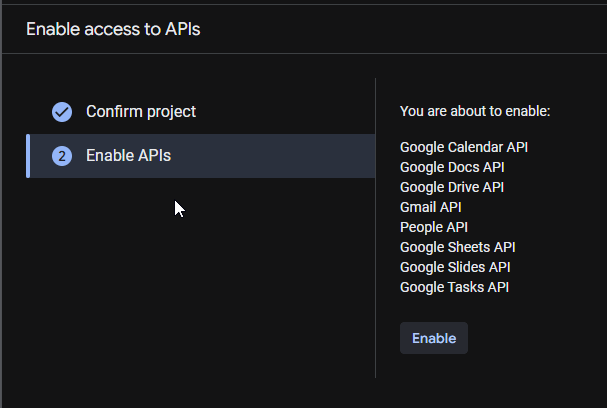 Enable access to APIs
Confirm project
2 Enable APIs
You are about to enable:
Google Calendar API
Google Docs API
Google Drive API
Gmail API
People API
Google Sheets API
Google Slides API
Google Tasks API
Enable